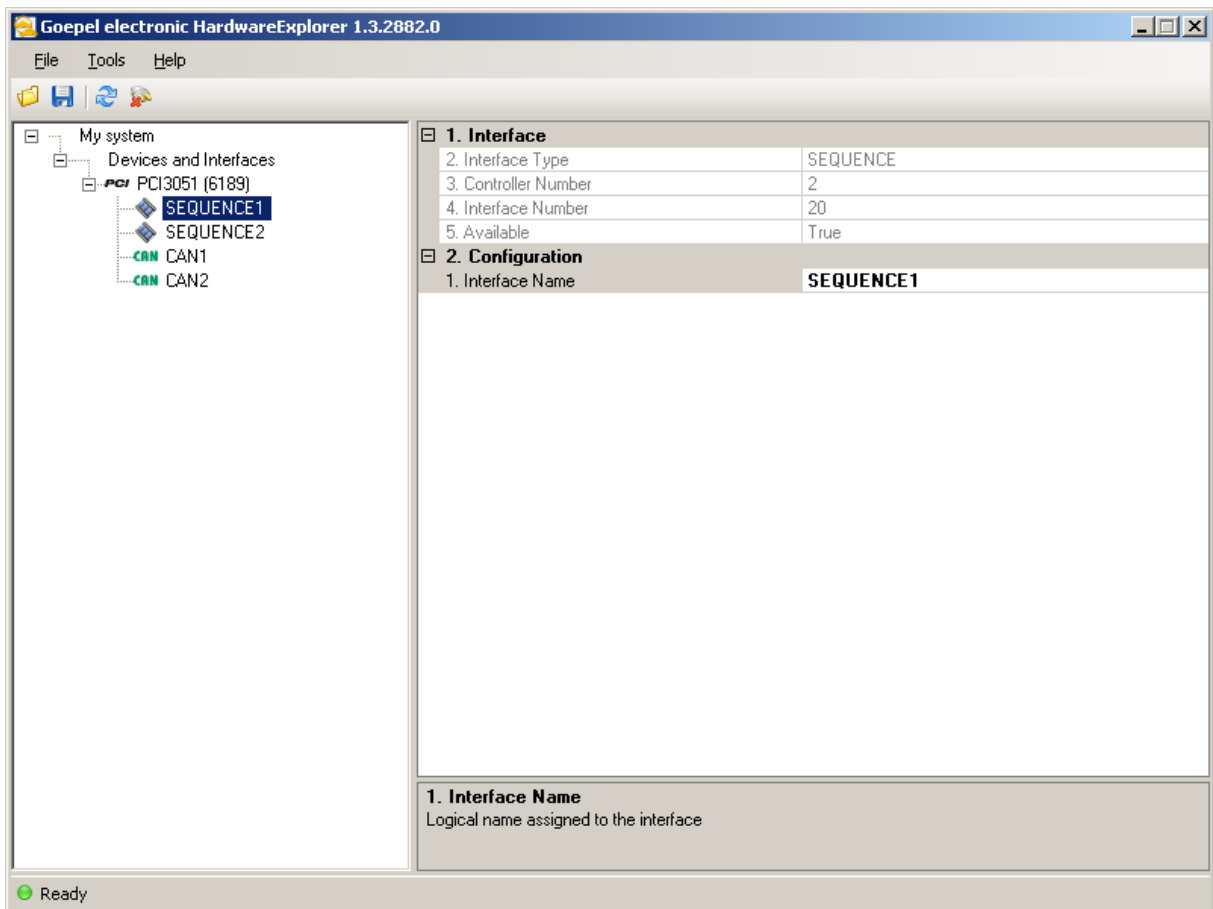 Goepel electronic HardwareExplorer 1.3.2882.0
File Tools Help
My system
Devices and Interfaces
PCI PCI3051 (6189)
SEQUENCE1
SEQUENCE2
CAN CAN1
CAN CAN2
1. Interface
2. Interface Type SEQUENCE
3. Controller Number 2
4. Interface Number 20
5. Available True
2. Configuration
1. Interface Name SEQUENCE1
1. Interface Name
Logical name assigned to the interface
Ready